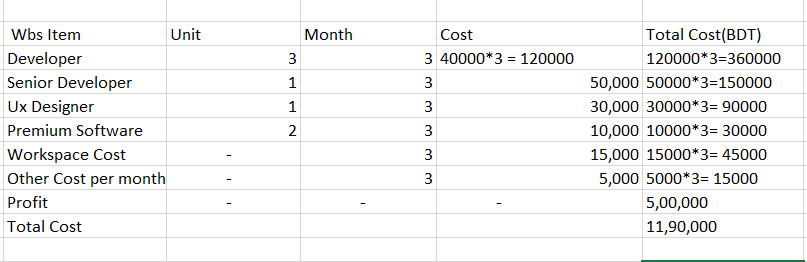 Wbs Item Unit Month Cost Total Cost(BDT)
Developer 3 3 40000*3 = 120000 120000*3=360000
Senior Developer 1 3 50,000 50000*3=150000
Ux Designer 1 3 30,000 30000*3= 90000
Premium Software 2 3 10,000 10000*3= 30000
Workspace Cost - 3 15,000 15000*3= 45000
Other Cost per month - 3 5,000 5000*3= 15000
Profit - - - 5,00,000
Total Cost 11,90,000